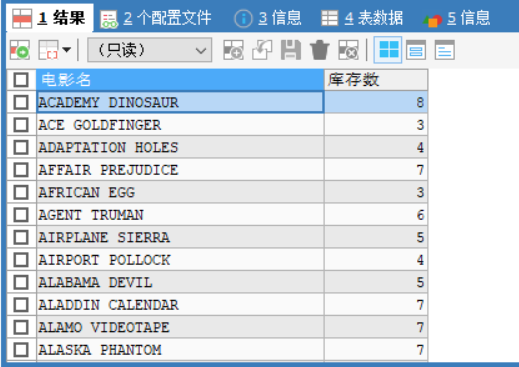 1 结果 2 个配置文件 3 信息 4 表数据 5 信息
（只读）
电影名 库存数
ACADEMY DINOSAUR 8
ACE GOLDFINGER 3
ADAPTATION HOLES 4
AFFAIR PREJUDICE 7
AFRICAN EGG 3
AGENT TRUMAN 6
AIRPLANE SIERRA 5
AIRPORT POLLOCK 4
ALABAMA DEVIL 5
ALADDIN CALENDAR 7
ALAMO VIDEOTAPE 7
ALASKA PHANTOM 7